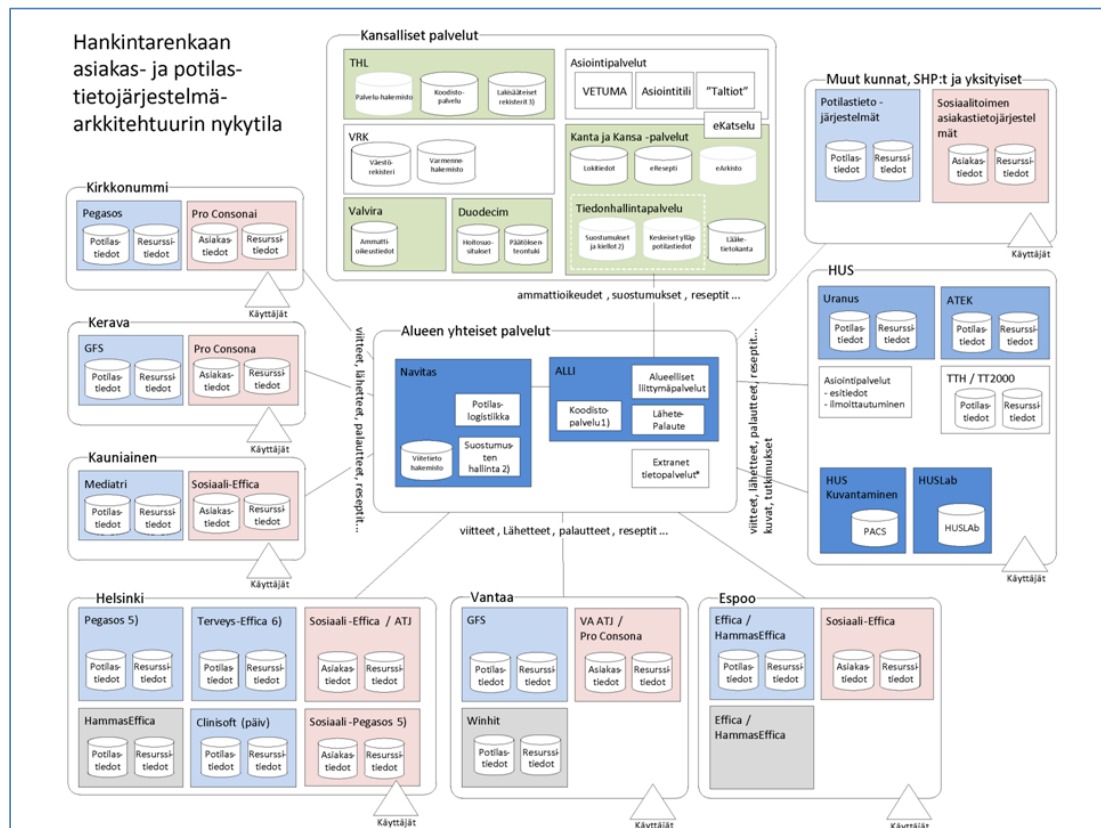 Hankintarenkaan
asiakas- ja potilas-
tietojärjestelmä-
arkkitehtuurin nykytila
Kansalliset palvelut
THL
Palvelu-hakemisto
Koodisto-
palvelu
Lakisääteiset
rekisterit 3)
VRK
Väestö-
rekisteri
Varmenne-
hakemisto
Valvira
Ammatti-
oikeustiedot
Duodecim
Hoitosuo-
situkset
Päätöksen-
teontuki
Asiointipalvelut
VETUMA
Asiointitili
"Taltiot"
eKatselu
Kanta ja Kansa -palvelut
Lokitiedot
eResepti
eArkisto
Tiedonhallintapalvelu
Suostumukset
ja kiellot 2)
Keskeiset ylläp
potilastiedot
Lääke-
tietokanta
Muut kunnat, SHP:t ja yksityiset
Potilastieto -
järjestelmät
Potilas-
tiedot
Resurssi-
tiedot
Sosiaalitoimen
asiakastietojärjestel
mät
Asiakas-
tiedot
Resurssi-
tiedot
Käyttäjät
Kirkkonummi
Pegasos
Potilas-
tiedot
Resurssi-
tiedot
Pro Consonai
Asiakas-
tiedot
Resurssi-
tiedot
Käyttäjät
Kerava
GFS
Potilas-
tiedot
Resurssi-
tiedot
Pro Consona
Asiakas-
tiedot
Resurssi-
tiedot
Käyttäjät
Kauniainen
Mediatri
Potilas-
tiedot
Resurssi-
tiedot
Sosiaali-Effica
Asiakas-
tiedot
Resurssi-
tiedot
Käyttäjät
viitteet, lähetteet, palautteet, reseptit...
ammattioikeudet , suostumukset , reseptit ...
Alueen yhteiset palvelut
Navitas
Potilas-
logistiikka
Viitetieto
hakemisto
Suostumus-
ten
hallinta 2)
ALLI
Alueelliset
liittymäpalvelut
Koodisto-
palvelu 1)
Lähete-
Palaute
Extranet
tietopalvelut*
viitteet, lähetteet, palautteet, reseptit...
kuvat, tutkimukset
viitteet , Lähetteet , palautteet , reseptit ...
HUS
Uranus
Potilas-
tiedot
Resurssi-
tiedot
ATEK
Potilas-
tiedot
Resurssi-
tiedot
Asiointipalvelut
- esitiedot
- ilmoittautuminen
TTH / TT2000
Potilas-
tiedot
Resurssi-
tiedot
HUS
Kuvantaminen
PACS
HUSLab
HUSLAb
Käyttäjät
Helsinki
Pegasos 5)
Potilas-
tiedot
Resurssi-
tiedot
Terveys-Effica 6)
Potilas-
tiedot
Resurssi-
tiedot
Sosiaali -Effica / ATJ
Asiakas-
tiedot
Resurssi-
tiedot
HammasEffica
Potilas-
tiedot
Resurssi-
tiedot
Clinisoft (päiv)
Potilas-
tiedot
Resurssi-
tiedot
Sosiaali -Pegasos 5)
Asiakas-
tiedot
Resurssi-
tiedot
Käyttäjät
Vantaa
GFS
Potilas-
tiedot
Resurssi-
tiedot
VA ATJ /
Pro Consona
Asiakas-
tiedot
Resurssi-
tiedot
Winhit
Potilas-
tiedot
Resurssi-
tiedot
Käyttäjät
Espoo
Effica /
HammasEffica
Potilas-
tiedot
Resurssi-
tiedot
Sosiaali-Effica
Asiakas-
tiedot
Resurssi-
tiedot
Effica /
HammasEffica
Käyttäjät